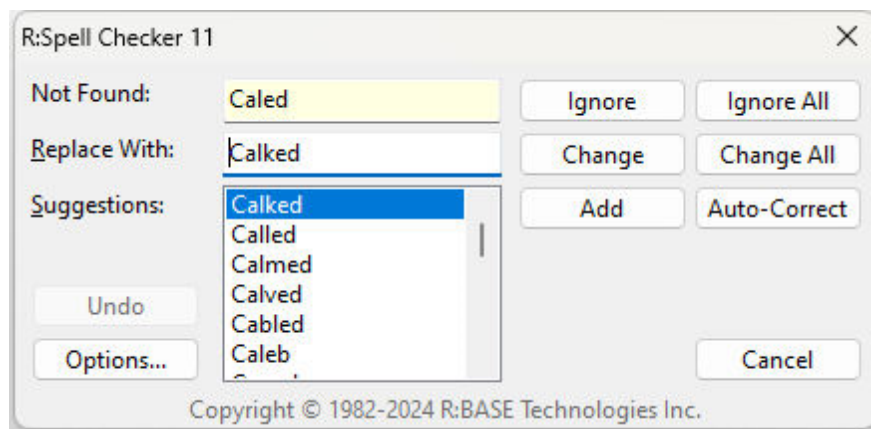 R:Spell Checker 11
Not Found: Caled Ignore Ignore All
Replace With: Calked Change Change All
Suggestions: Calked Add Auto-Correct
Called
Calmed
Calved
Undo
Cabled
Options... Caleb Cancel
Copyright © 1982-2024 R:BASE Technologies Inc.